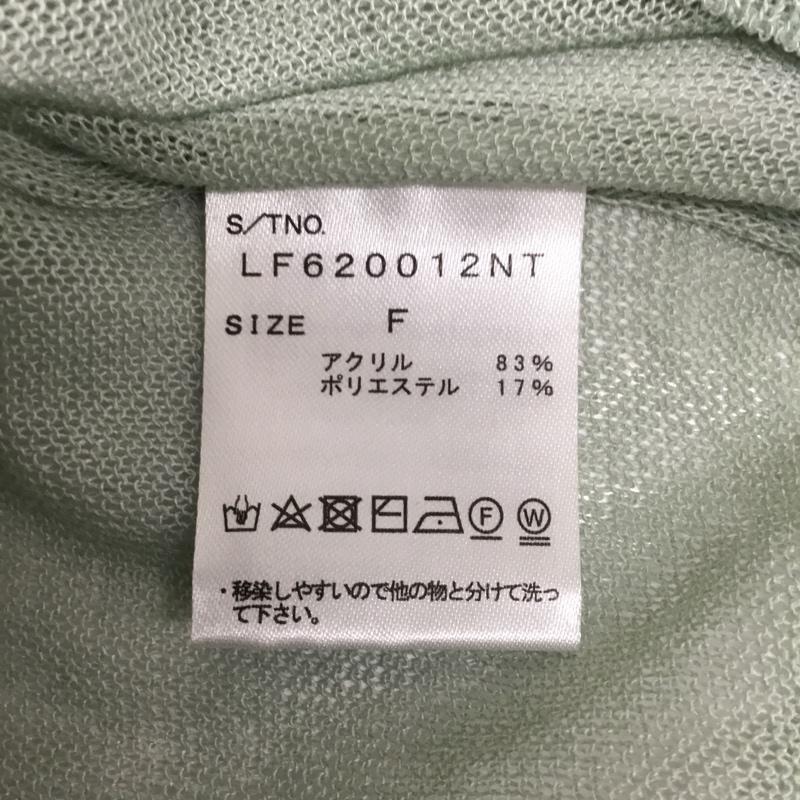 S/TNO.
LF620012NT
SIZE F
アクリル 83%
ポリエステル 17%
F W
・移染しやすいので他の物と分けて洗っ
て下さい。